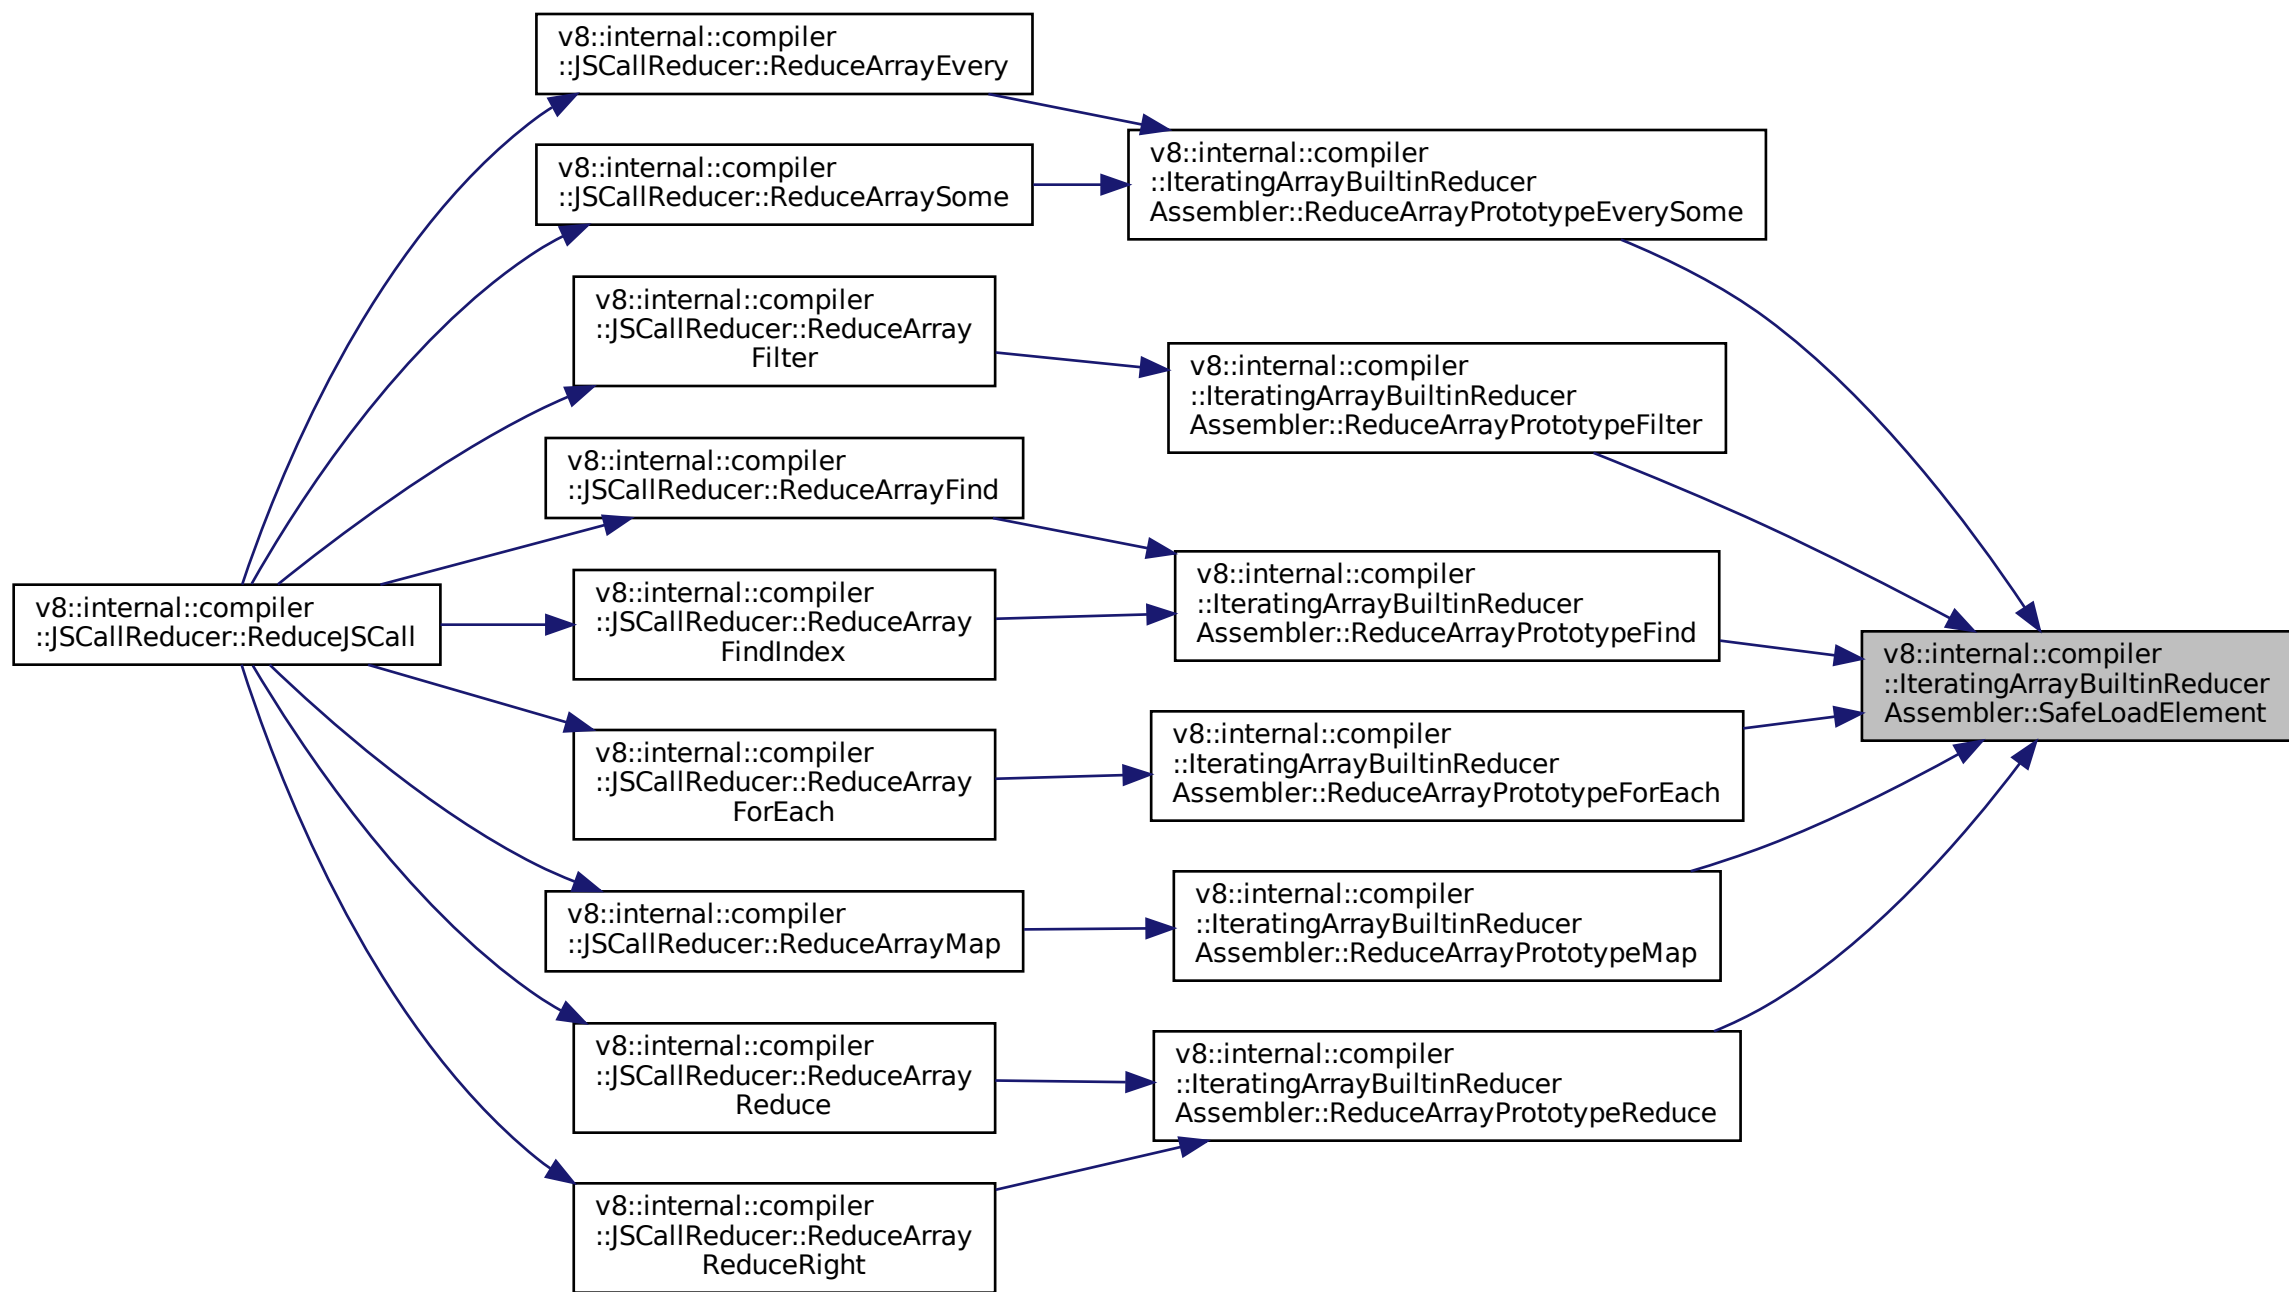 v8::internal::compiler
::JSCallReducer::ReduceJSCall
v8::internal::compiler
::JSCallReducer::ReduceArrayEvery
v8::internal::compiler
::JSCallReducer::ReduceArraySome
v8::internal::compiler
::JSCallReducer::ReduceArray
Filter
v8::internal::compiler
::JSCallReducer::ReduceArrayFind
v8::internal::compiler
::JSCallReducer::ReduceArray
FindIndex
v8::internal::compiler
::JSCallReducer::ReduceArray
ForEach
v8::internal::compiler
::JSCallReducer::ReduceArrayMap
v8::internal::compiler
::JSCallReducer::ReduceArray
Reduce
v8::internal::compiler
::JSCallReducer::ReduceArray
ReduceRight
v8::internal::compiler
::IteratingArrayBuiltinReducer
Assembler::ReduceArrayPrototypeEverySome
v8::internal::compiler
::IteratingArrayBuiltinReducer
Assembler::ReduceArrayPrototypeFilter
v8::internal::compiler
::IteratingArrayBuiltinReducer
Assembler::ReduceArrayPrototypeFind
v8::internal::compiler
::IteratingArrayBuiltinReducer
Assembler::ReduceArrayPrototypeForEach
v8::internal::compiler
::IteratingArrayBuiltinReducer
Assembler::ReduceArrayPrototypeMap
v8::internal::compiler
::IteratingArrayBuiltinReducer
Assembler::ReduceArrayPrototypeReduce
v8::internal::compiler
::IteratingArrayBuiltinReducer
Assembler::SafeLoadElement